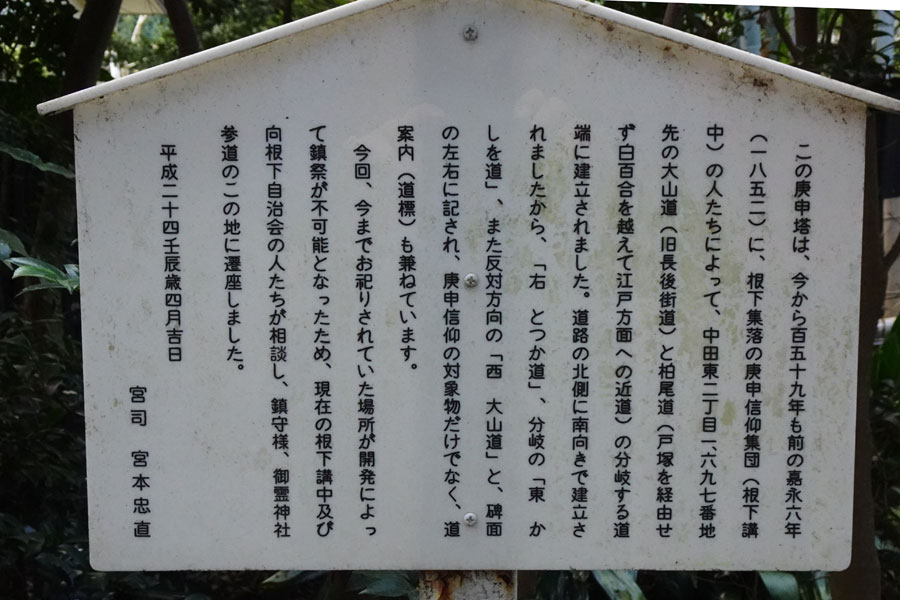 この庚申塔は、今から百五十九年も前の嘉永六年
(一八五二)に、根下集落の庚申信仰集団(根下講
中)の人たちによって、中田東二丁目一、六九七番地
先の大山道(旧長後街道)と柏尾道(戸塚を経由せ
ず白百合を越えて江戸方面への近道)の分岐する道
端に建立されました。道路の北側に南向きで建立さ
れましたから、「右　とつか道」、分岐の「東　か
しを道」、また反対方向の「西　大山道」と、碑面
の左右に記され、庚申信仰の対象物だけでなく、道
案内(道標)も兼ねています。
今回、今までお祀りされていた場所が開発によっ
て鎮祭が不可能となったため、現在の根下講中及び
向根下自治会の人たちが相談し、鎮守様、御霊神社
参道のこの地に遷座しました。
平成二十四壬辰歳四月吉日
宮司　宮本忠直